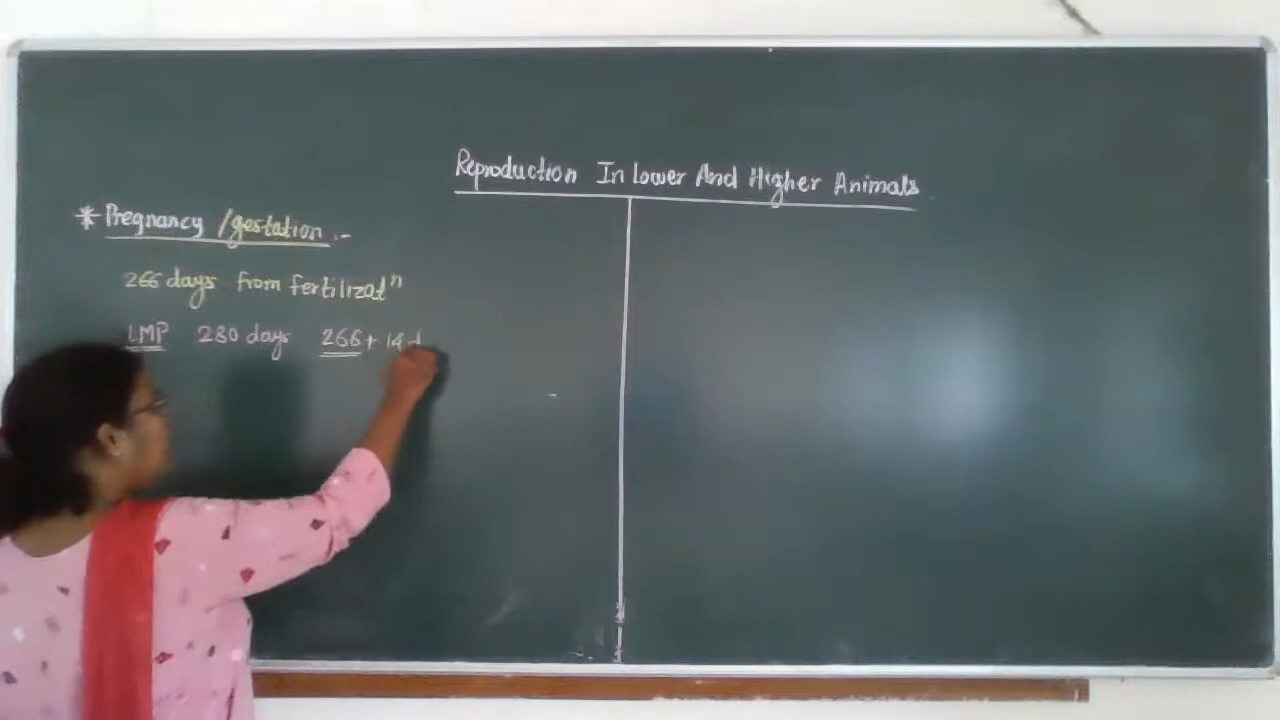 Reproduction In Lower And Higher Animals
* Pregnancy / gestation :-
266 days from fertilizatⁿ
LMP 280 days 266 + 14 d